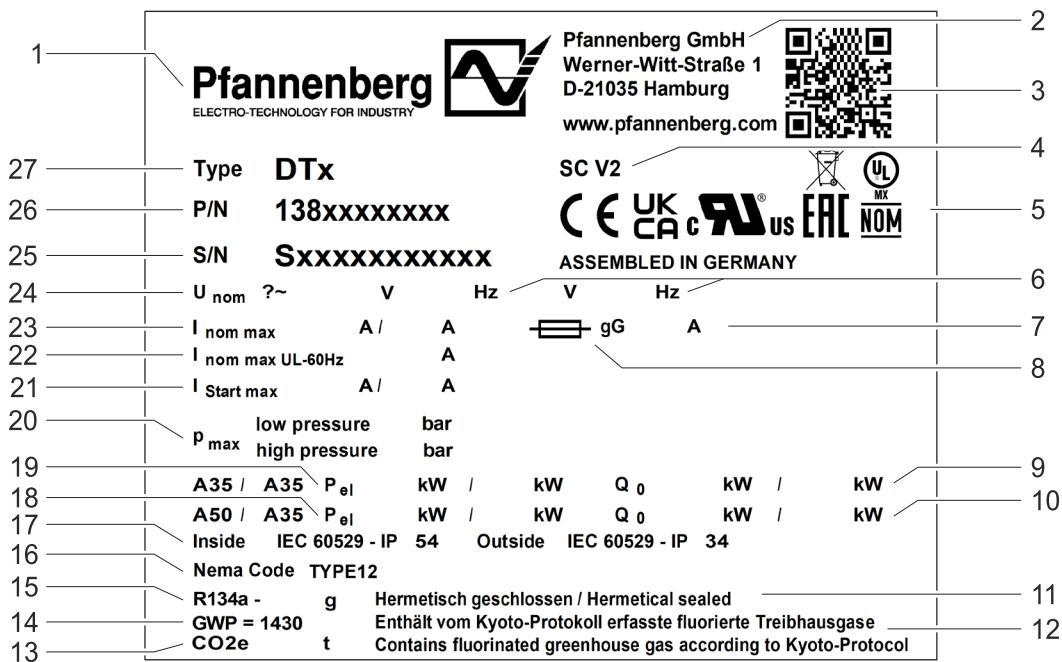 1
Pfannenberg
ELECTRO-TECHNOLOGY FOR INDUSTRY
Pfannenberg GmbH
Werner-Witt-Straße 1
D-21035 Hamburg
www.pfannenberg.com
2
3
27 Type DTx SC V2 4
26 P/N 138xxxxxxxx
CE UK CA c RU ® US EAC UL MX NOM 5
25 S/N Sxxxxxxxxxxx ASSEMBLED IN GERMANY
24 U nom ?~ V Hz V Hz 6
23 I nom max A / A gG A 7
22 I nom max UL-60Hz A 8
21 I Start max A / A
20 p max low pressure bar
high pressure bar
19 A35 / A35 P el kW / kW Q 0 kW / kW 9
18 A50 / A35 P el kW / kW Q 0 kW / kW 10
17 Inside IEC 60529 - IP 54 Outside IEC 60529 - IP 34
16 Nema Code TYPE12
15 R134a - g Hermetisch geschlossen / Hermetical sealed 11
14 GWP = 1430 Enthält vom Kyoto-Protokoll erfasste fluorierte Treibhausgase 12
13 CO2e t Contains fluorinated greenhouse gas according to Kyoto-Protocol